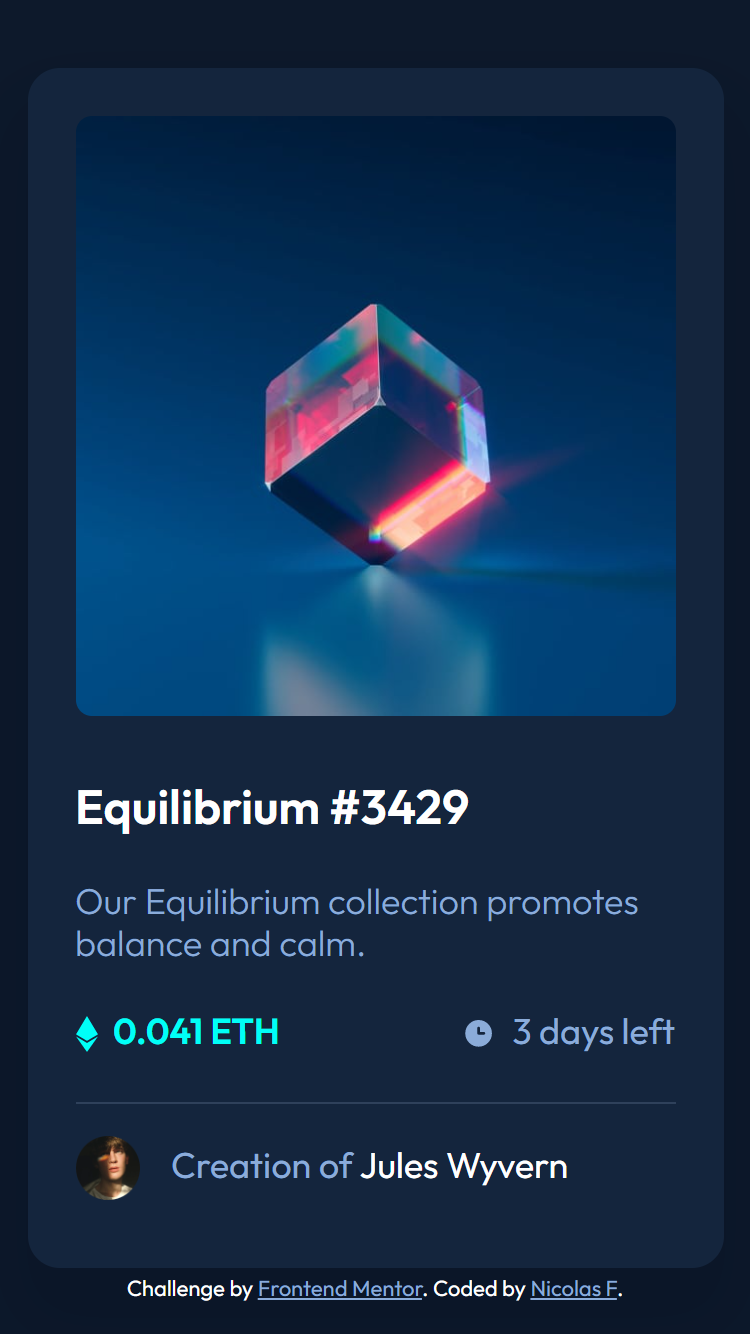 Equilibrium #3429
Our Equilibrium collection promotes
balance and calm.
0.041 ETH
3 days left
Creation of Jules Wyvern
Challenge by Frontend Mentor. Coded by Nicolas F.